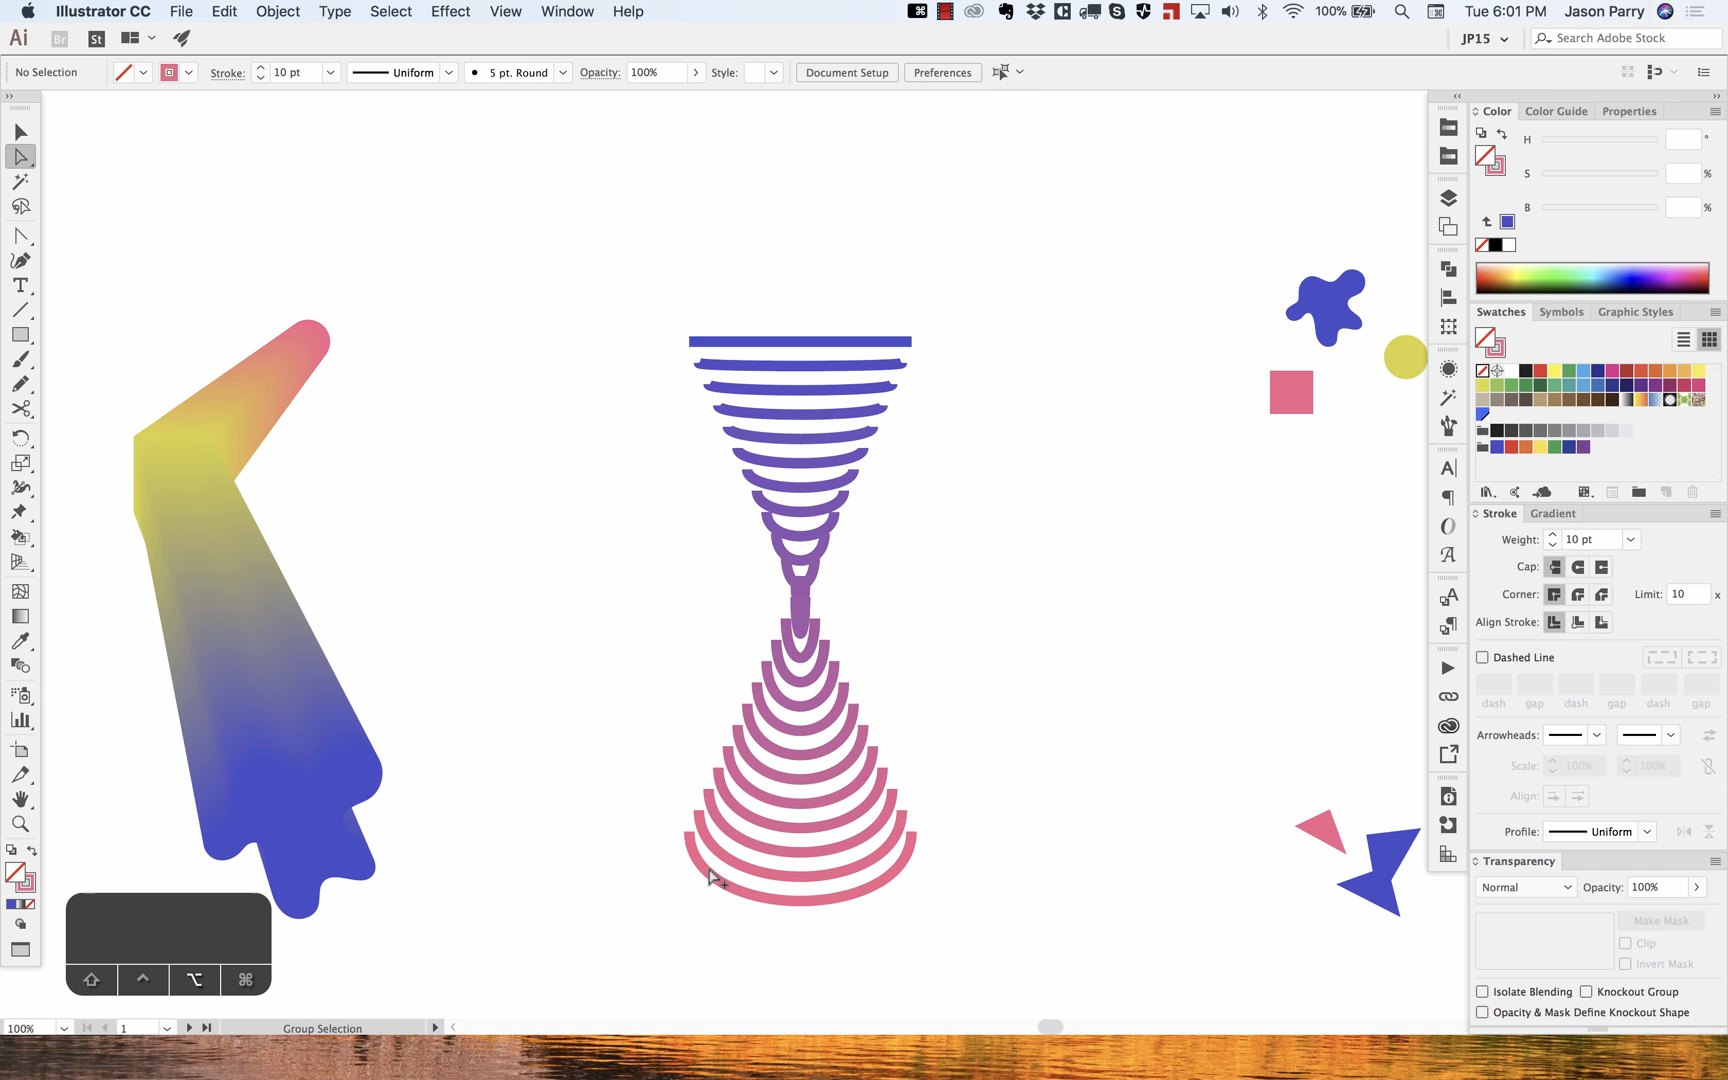 Illustrator CC File Edit Object Type Select Effect View Window Help 100% Tue 6:01 PM Jason Parry
Ai Br St JP15 Search Adobe Stock
No Selection Stroke: 10 pt Uniform 5 pt. Round Opacity: 100% Style: Document Setup Preferences
Color Color Guide Properties
H °
S %
B %
Swatches Symbols Graphic Styles
Stroke Gradient
Weight: 10 pt
Cap:
Corner: Limit: 10 x
Align Stroke:
Dashed Line
dash gap dash gap dash gap
Arrowheads:
Scale: 100% 100%
Align:
Profile: Uniform
Transparency
Normal Opacity: 100%
Make Mask
Clip
Invert Mask
Isolate Blending Knockout Group
Opacity & Mask Define Knockout Shape
100% 1 Group Selection